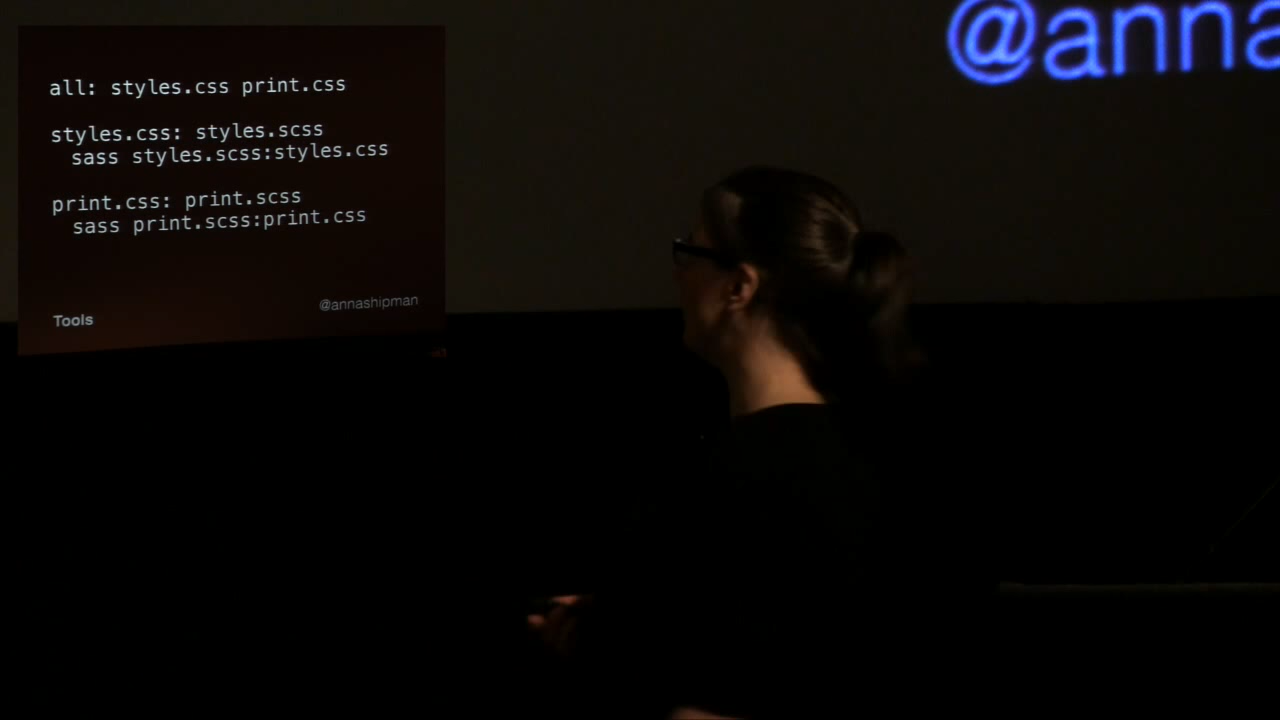 all: styles.css print.css
styles.css: styles.scss
sass styles.scss:styles.css
print.css: print.scss
sass print.scss:print.css
Tools
@annashipman
@anna